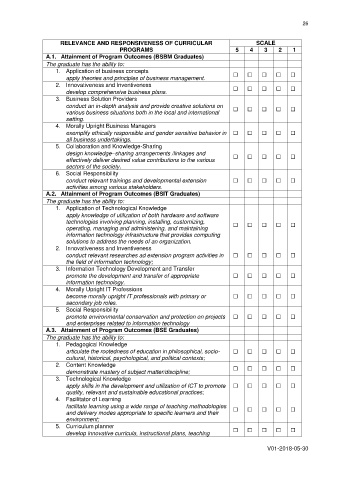 26
RELEVANCE AND RESPONSIVENESS OF CURRICULAR PROGRAMS
SCALE
5 4 3 2 1
A.1. Attainment of Program Outcomes (BSBM Graduates)
The graduate has the ability to:
1. Application of business concepts
apply theories and principles of business management.
☐ ☐ ☐ ☐ ☐
2. Innovativeness and Inventiveness
develop comprehensive business plans.
☐ ☐ ☐ ☐ ☐
3. Business Solution Providers
conduct an in-depth analysis and provide creative solutions on
various business situations both in the local and international
setting.
☐ ☐ ☐ ☐ ☐
4. Morally Upright Business Managers
exemplify ethically responsible and gender sensitive behavior in
all business undertakings.
☐ ☐ ☐ ☐ ☐
5. Collaboration and Knowledge-Sharing
design knowledge–sharing arrangements /linkages and
effectively deliver desired value contributions to the various
sectors of the society.
☐ ☐ ☐ ☐ ☐
6. Social Responsibility
conduct relevant trainings and developmental extension
activities among various stakeholders.
☐ ☐ ☐ ☐ ☐
A.2. Attainment of Program Outcomes (BSIT Graduates)
The graduate has the ability to:
1. Application of Technological Knowledge
apply knowledge of utilization of both hardware and software
technologies involving planning, installing, customizing,
operating, managing and administering, and maintaining
information technology infrastructure that provides computing
solutions to address the needs of an organization.
☐ ☐ ☐ ☐ ☐
2. Innovativeness and Inventiveness
conduct relevant researches ad extension program activities in
the field of information technology;
☐ ☐ ☐ ☐ ☐
3. Information Technology Development and Transfer
promote the development and transfer of appropriate
information technology.
☐ ☐ ☐ ☐ ☐
4. Morally Upright IT Professions
become morally upright IT professionals with primary or
secondary job roles.
☐ ☐ ☐ ☐ ☐
5. Social Responsibility
promote environmental conservation and protection on projects
and enterprises related to information technology
☐ ☐ ☐ ☐ ☐
A.3. Attainment of Program Outcomes (BSE Graduates)
The graduate has the ability to:
1. Pedagogical Knowledge
articulate the rootedness of education in philosophical, socio-
cultural, historical, psychological, and political contexts;
☐ ☐ ☐ ☐ ☐
2. Content Knowledge
demonstrate mastery of subject matter/discipline;
☐ ☐ ☐ ☐ ☐
3. Technological Knowledge
apply skills in the development and utilization of ICT to promote
quality, relevant and sustainable educational practices;
☐ ☐ ☐ ☐ ☐
4. Facilitator of Learning
facilitate learning using a wide range of teaching methodologies
and delivery modes appropriate to specific learners and their
environment;
☐ ☐ ☐ ☐ ☐
5. Curriculum planner
develop innovative curricula, instructional plans, teaching
☐ ☐ ☐ ☐ ☐
V01-2018-05-30